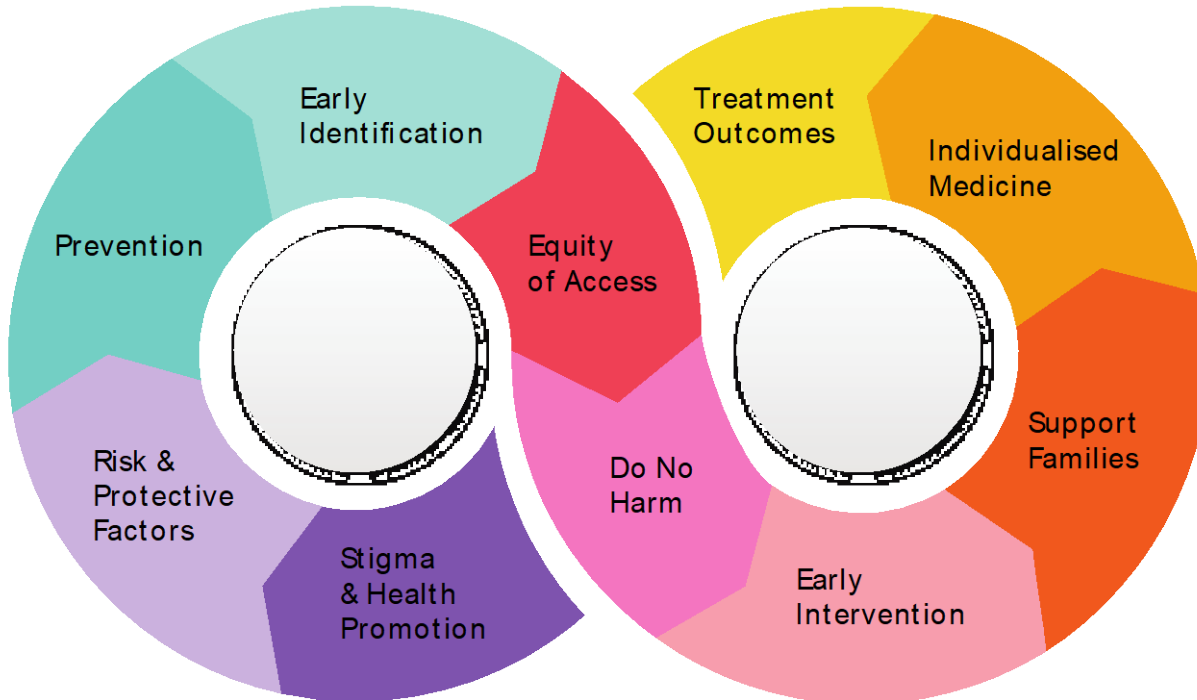 Early
Identification
Treatment
Outcomes
Individualised
Medicine
Prevention
Equity
of Access
Support
Families
Risk &
Protective
Factors
Do No
Harm
Stigma
& Health
Promotion
Early
Intervention